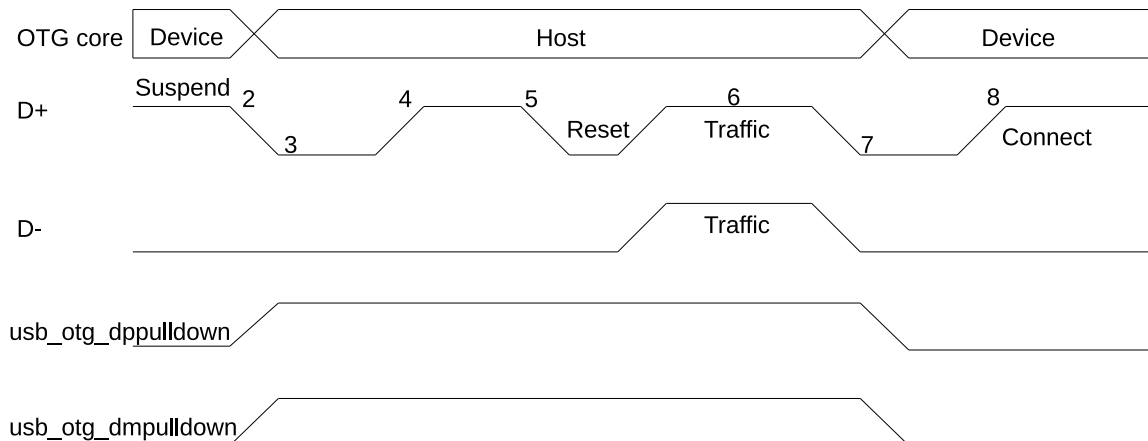 OTG core Device Host Device
Suspend 2 4 5 6 8
D+
3 Reset Traffic 7 Connect
D- Traffic
usb_otg_dppulldown
usb_otg_dmpulldown